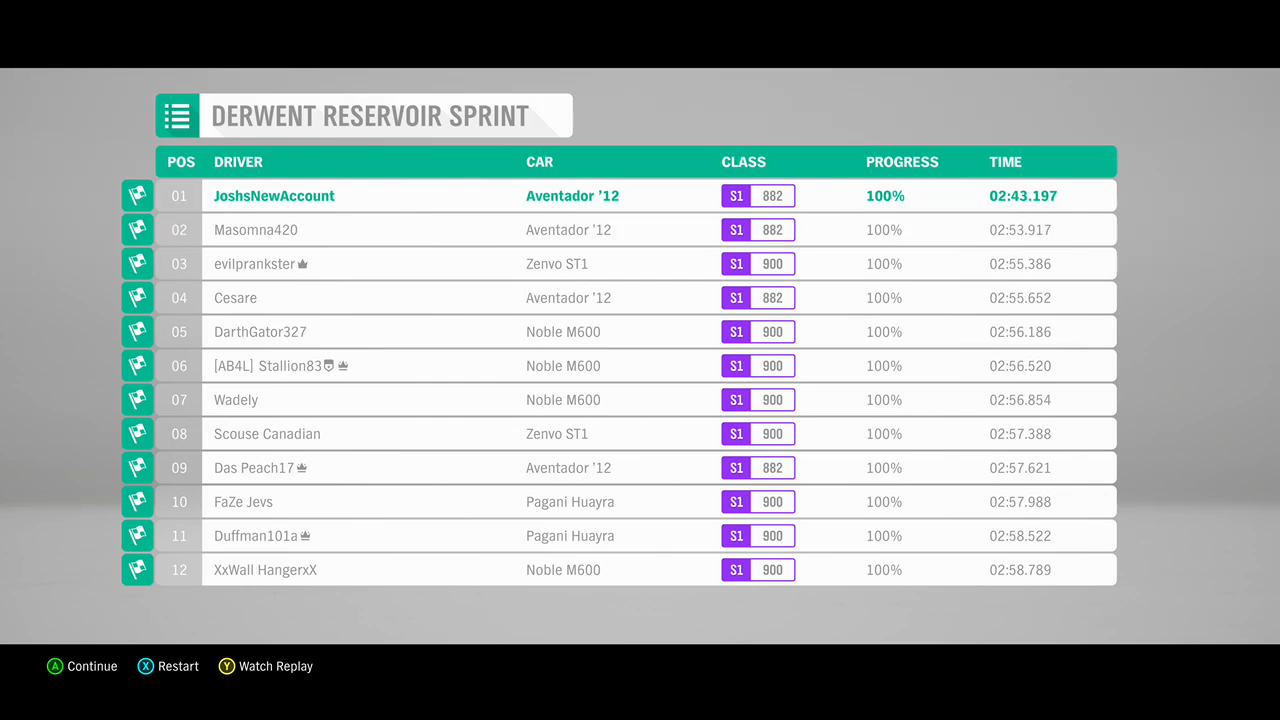 DERWENT RESERVOIR SPRINT
POS DRIVER CAR CLASS PROGRESS TIME
01 JoshsNewAccount Aventador '12 S1 882 100% 02:43.197
02 Masomna420 Aventador '12 S1 882 100% 02:53.917
03 evilprankster Zenvo ST1 S1 900 100% 02:55.386
04 Cesare Aventador '12 S1 882 100% 02:55.652
05 DarthGator327 Noble M600 S1 900 100% 02:56.186
06 [AB4L] Stallion83 Noble M600 S1 900 100% 02:56.520
07 Wadely Noble M600 S1 900 100% 02:56.854
08 Scouse Canadian Zenvo ST1 S1 900 100% 02:57.388
09 Das Peach17 Aventador '12 S1 882 100% 02:57.621
10 FaZe Jevs Pagani Huayra S1 900 100% 02:57.988
11 Duffman101a Pagani Huayra S1 900 100% 02:58.522
12 XxWall HangerxX Noble M600 S1 900 100% 02:58.789
A Continue X Restart Y Watch Replay